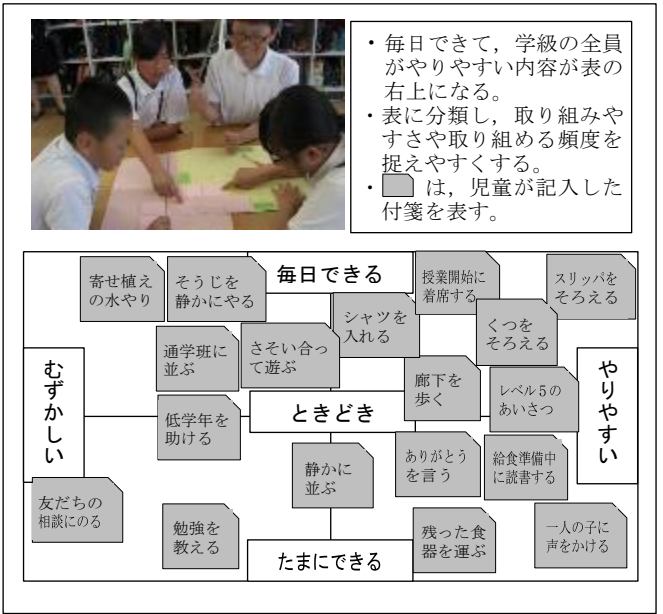 ・毎日できて，学級の全員
がやりやすい内容が表の
右上になる。
・表に分類し，取り組みや
すさや取り組める頻度を
捉えやすくする。
・ は，児童が記入した
付箋を表す。
毎日できる
寄せ植え
の水やり
そうじを
静かにやる
授業開始に
着席する
スリッパを
そろえる
シャツを
入れる
くつを
そろえる
通学班に
並ぶ
さそい合っ
て遊ぶ
むずかしい
廊下を
歩く
レベル５の
あいさつ
やりやすい
低学年を
助ける
ときどき
静かに
並ぶ
ありがとう
を言う
給食準備中
に読書する
友だちの
相談にのる
勉強を
教える
残った食
器を運ぶ
一人の子に
声をかける
たまにできる